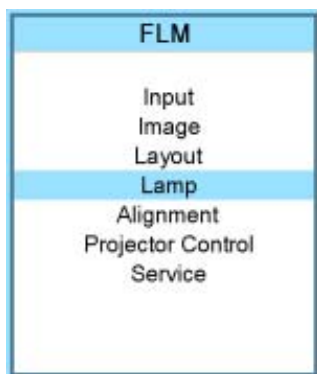 FLM
Input
Image
Layout
Lamp
Alignment
Projector Control
Service